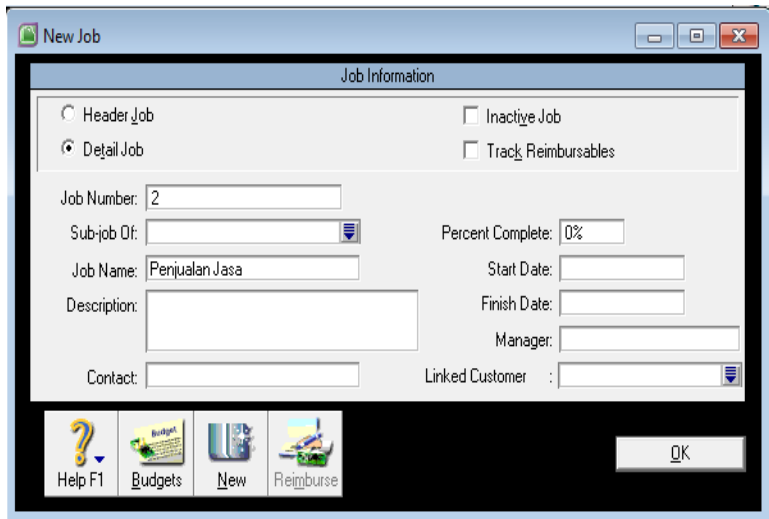 New Job
Job Information
Header Job
Inactive Job
Detail Job
Track Reimbursables
Job Number: 2
Sub-job Of:
Percent Complete: 0%
Job Name: Penjualan Jasa
Start Date:
Description:
Finish Date:
Manager:
Contact:
Linked Customer :
Budget
Help F1
Budgets
New
Reimburse
OK